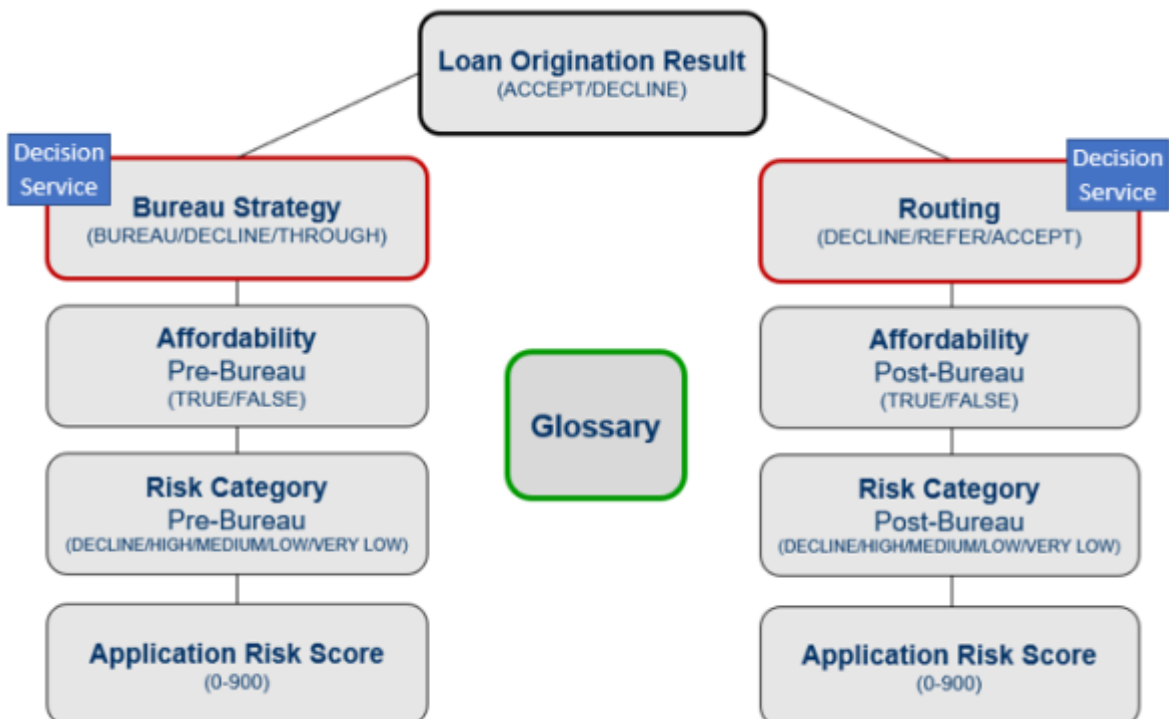 Loan Origination Result
(ACCEPT/DECLINE)
Decision
Service
Bureau Strategy
(BUREAU/DECLINE/THROUGH)
Decision
Service
Routing
(DECLINE/REFER/ACCEPT)
Affordability
Pre-Bureau
(TRUE/FALSE)
Glossary
Affordability
Post-Bureau
(TRUE/FALSE)
Risk Category
Pre-Bureau
(DECLINE/HIGH/MEDIUM/LOW/VERY LOW)
Risk Category
Post-Bureau
(DECLINE/HIGH/MEDIUM/LOW/VERY LOW)
Application Risk Score
(0-900)
Application Risk Score
(0-900)